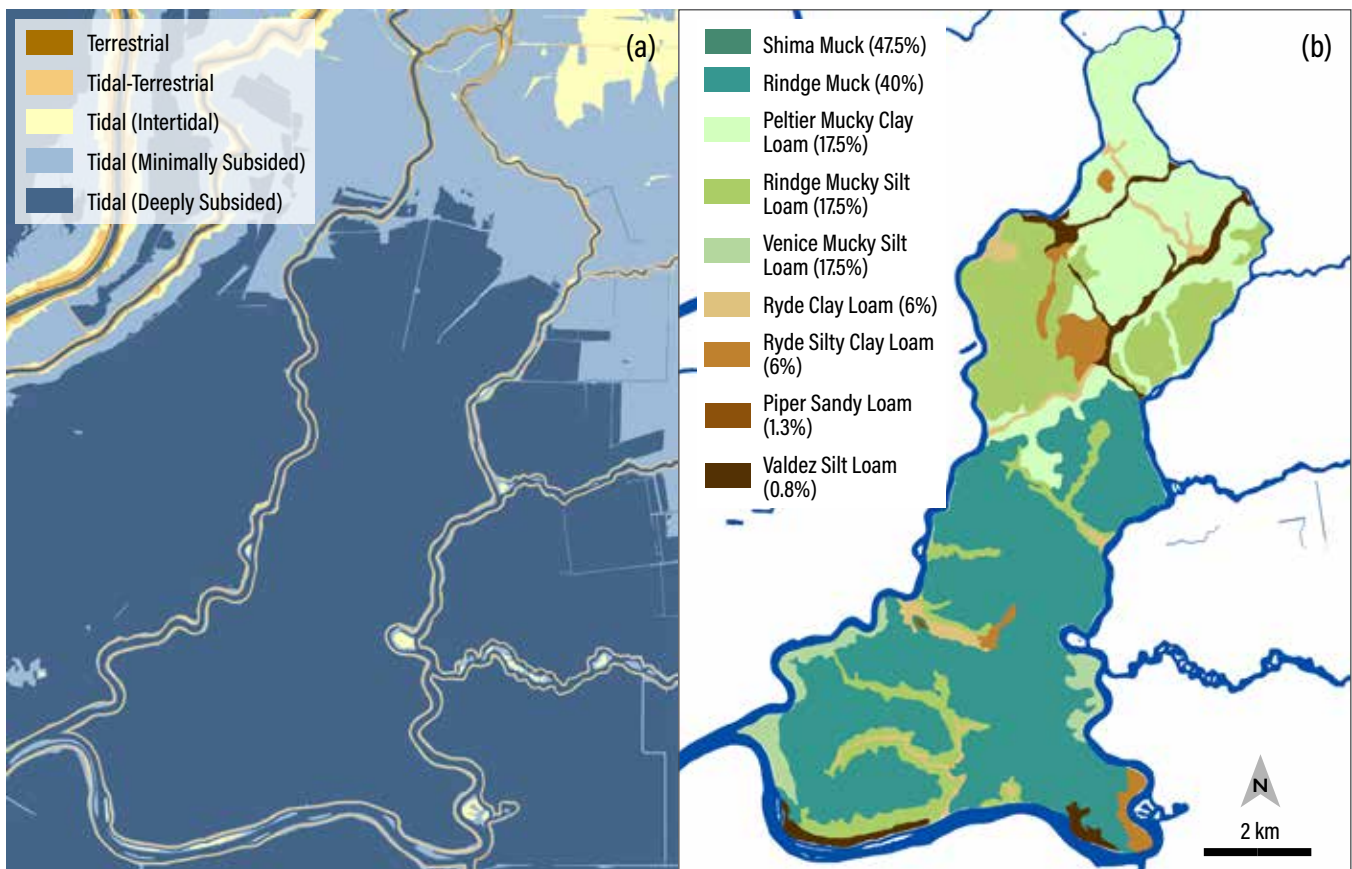 Terrestrial
Tidal-Terrestrial
Tidal (Intertidal)
Tidal (Minimally Subsided)
Tidal (Deeply Subsided)
(a)
Shima Muck (47.5%)
Rindge Muck (40%)
Peltier Mucky Clay
Loam (17.5%)
Rindge Mucky Silt
Loam (17.5%)
Venice Mucky Silt
Loam (17.5%)
Ryde Clay Loam (6%)
Ryde Silty Clay Loam
(6%)
Piper Sandy Loam
(1.3%)
Valdez Silt Loam
(0.8%)
(b)
N
2 km